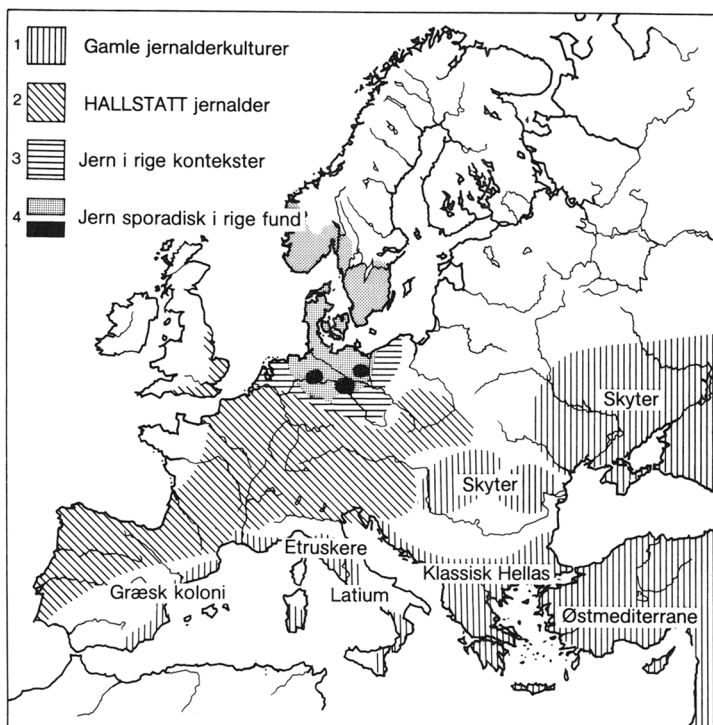 1 Gamle jernalderkulturer
2 HALLSTATT jernalder
3 Jern i rige kontekster
4 Jern sporadisk i rige fund
Skyter
Skyter
Etruskere
Klassisk Hellas
Græsk koloni
Latium
Østmediterrane